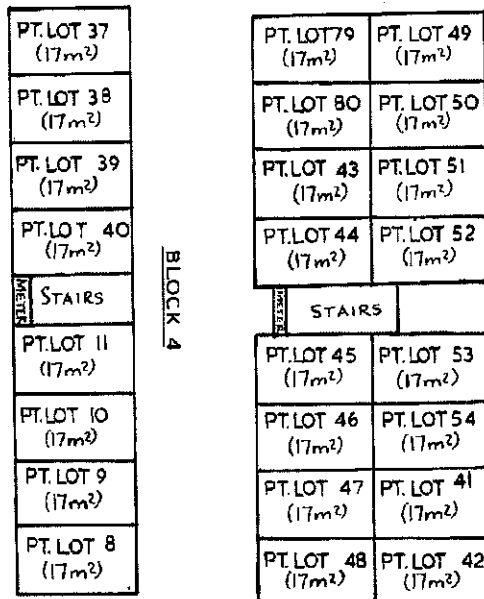 PT. LOT 37
(17m²)
PT. LOT 38
(17m²)
PT. LOT 39
(17m²)
PT. LOT 40
(17m²)
METER
STAIRS
PT. LOT 11
(17m²)
PT. LOT 10
(17m²)
PT. LOT 9
(17m²)
PT. LOT 8
(17m²)
BLOCK 4
PT. LOT 79
(17m²)
PT. LOT 49
(17m²)
PT. LOT 80
(17m²)
PT. LOT 50
(17m²)
PT. LOT 43
(17m²)
PT. LOT 51
(17m²)
PT. LOT 44
(17m²)
PT. LOT 52
(17m²)
METER
STAIRS
PT. LOT 45
(17m²)
PT. LOT 53
(17m²)
PT. LOT 46
(17m²)
PT. LOT 54
(17m²)
PT. LOT 47
(17m²)
PT. LOT 41
(17m²)
PT. LOT 48
(17m²)
PT. LOT 42
(17m²)